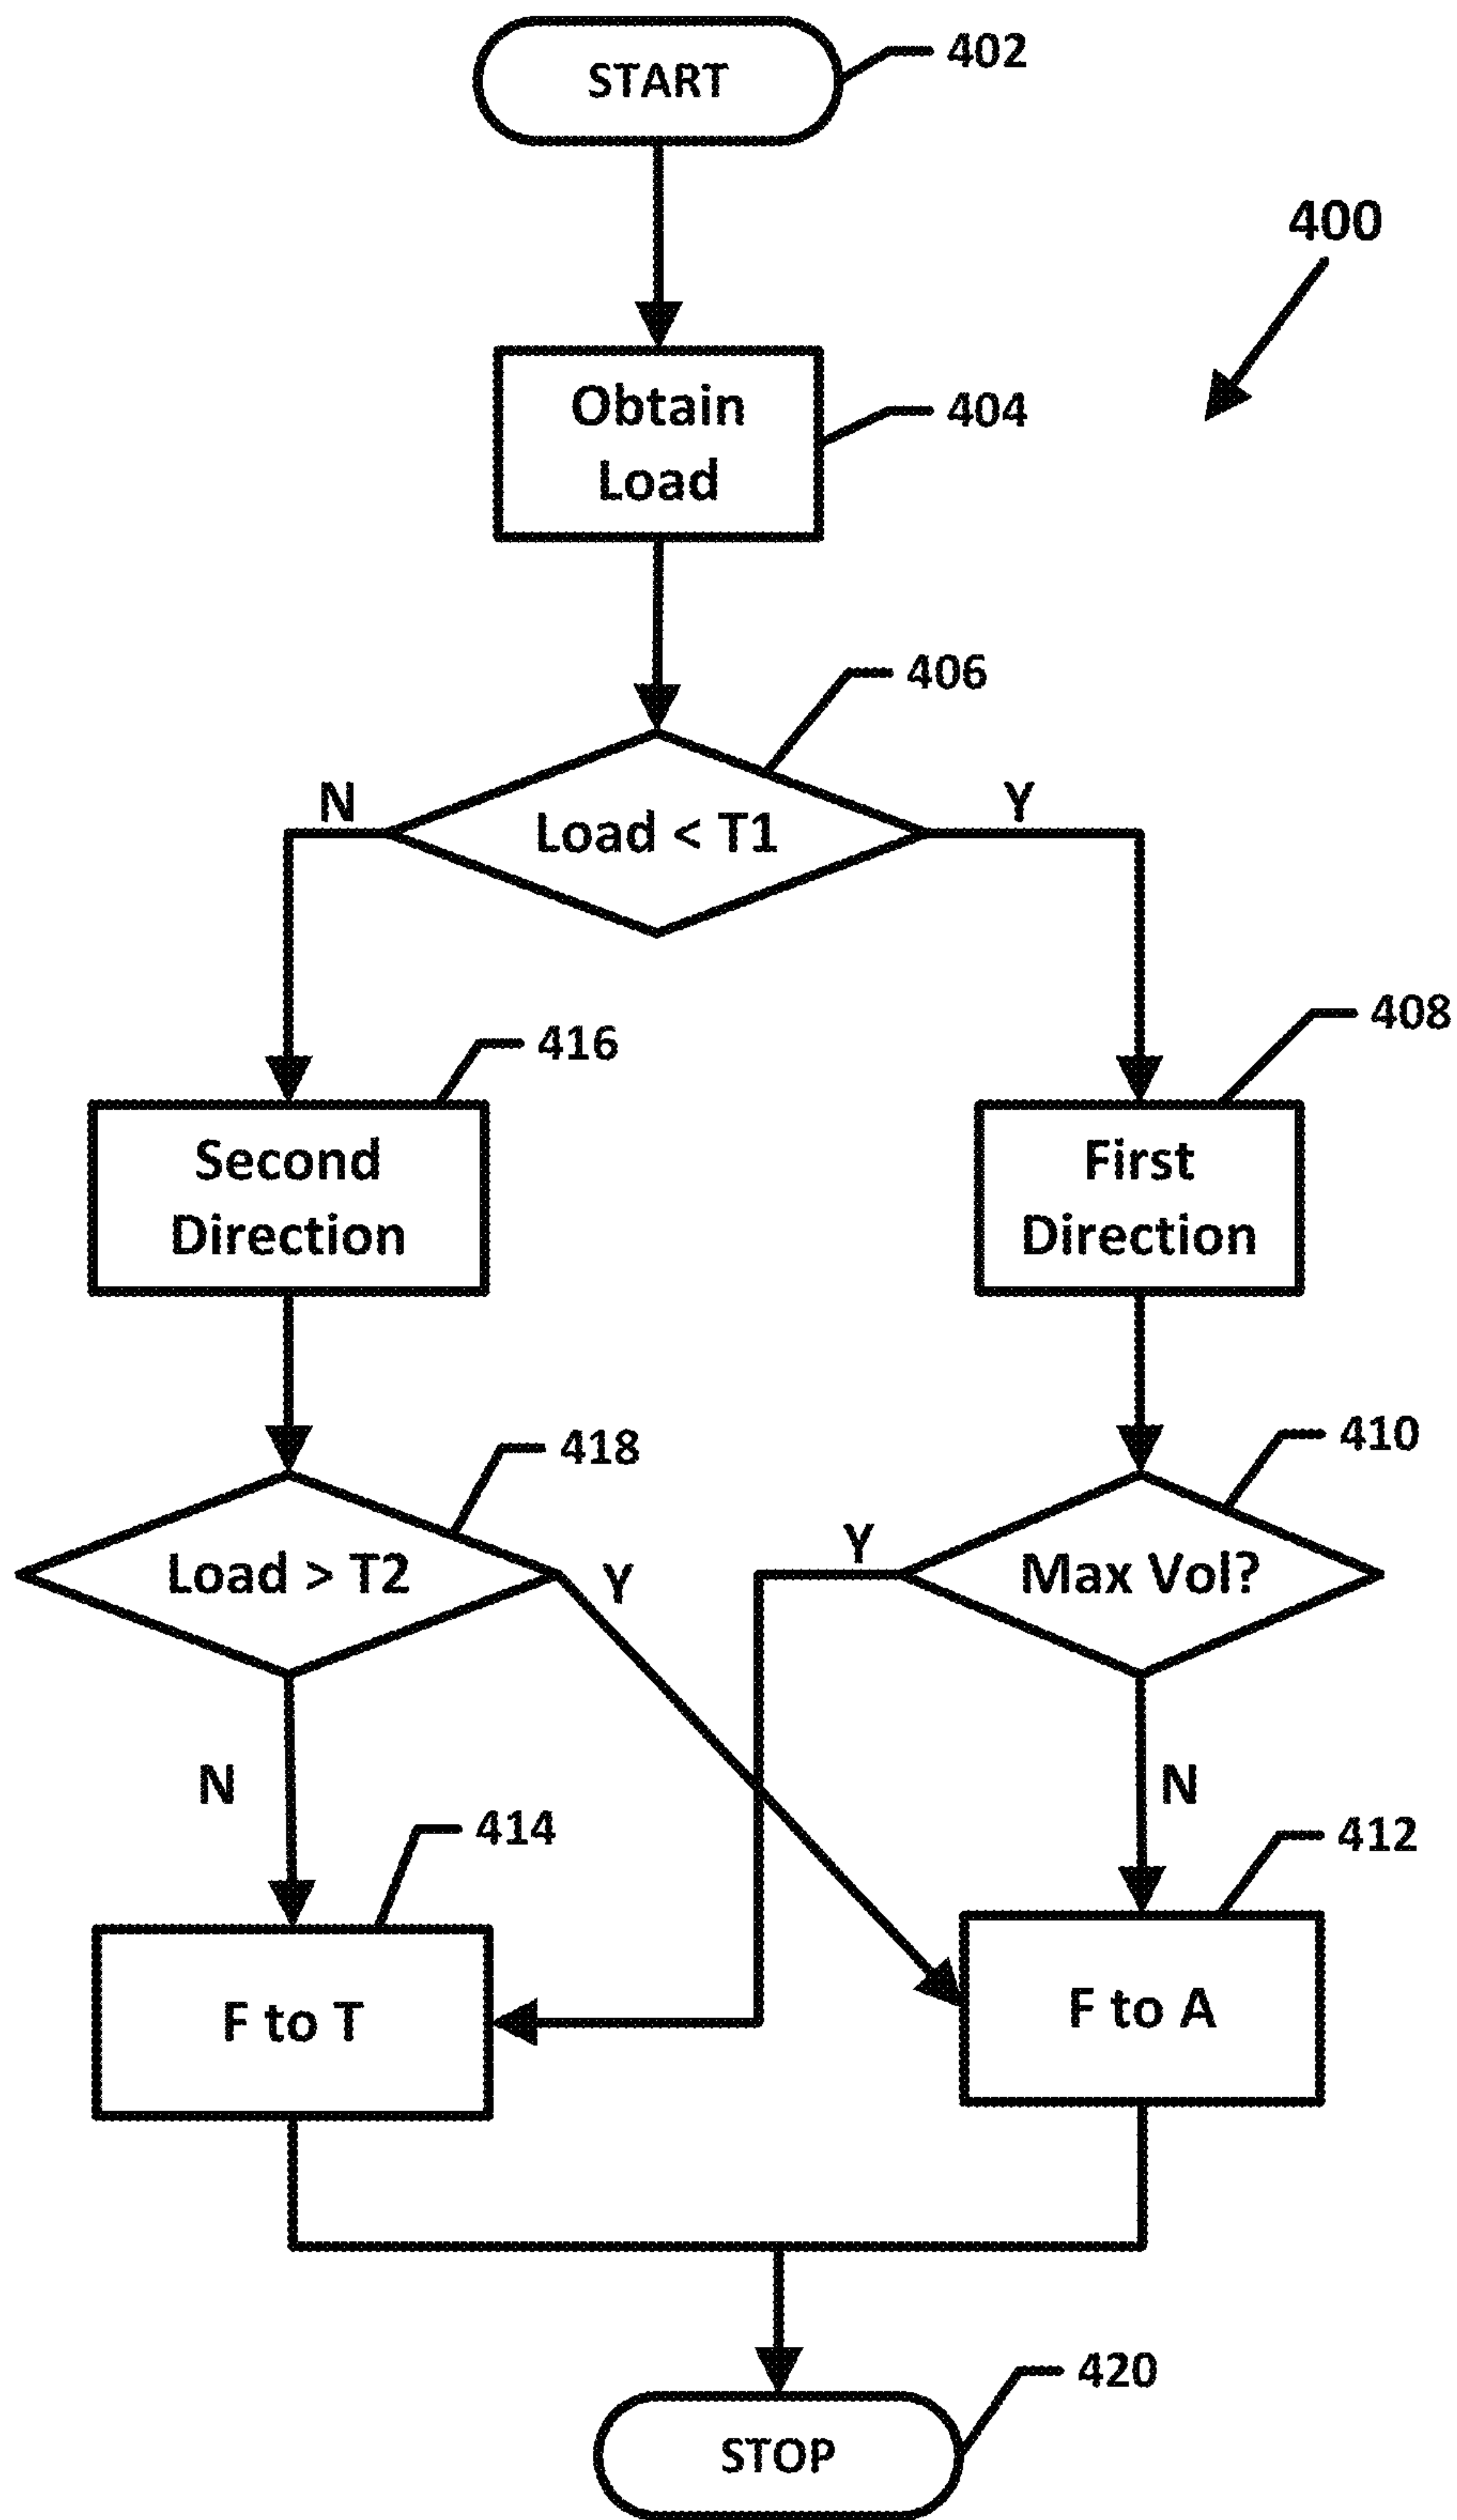 START
402
400
Obtain
Load
404
406
N
Load < T1
Y
416
408
Second
Direction
First
Direction
418
410
Load > T2
Y
Y
Max Vol?
N
N
414
412
F to T
F to A
420
STOP